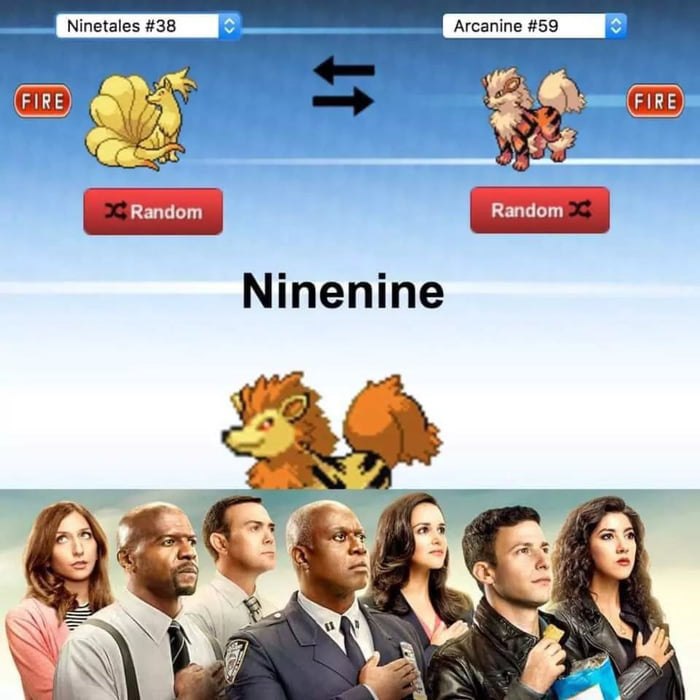 Ninetales #38
Arcanine #59
FIRE
FIRE
Random
Random
Ninenine